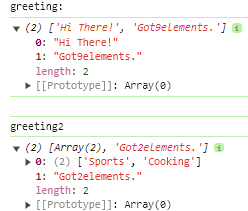 greeting:
▼ (2) ['Hi There!', 'Got9elements.'] i
0: "Hi There!"
1: "Got9elements."
length: 2
▶ [[Prototype]]: Array(0)
greeting2
▼ (2) [Array(2), 'Got2elements.'] i
▶ 0: (2) ['Sports', 'Cooking']
1: "Got2elements."
length: 2
▶ [[Prototype]]: Array(0)